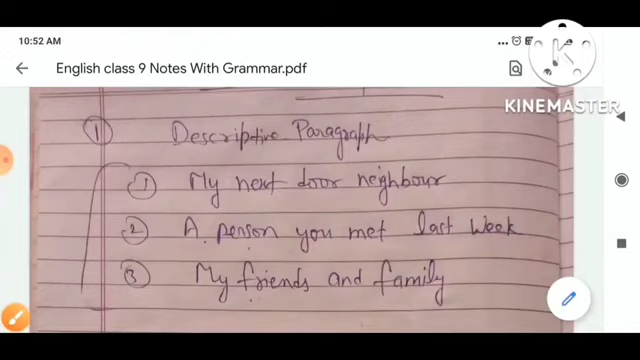 10:52 AM
KINEMASTER
English class 9 Notes With Grammar.pdf
1 Descriptive Paragraph
1 My next door neighbour
2 A person you met last week
3 My friends and family